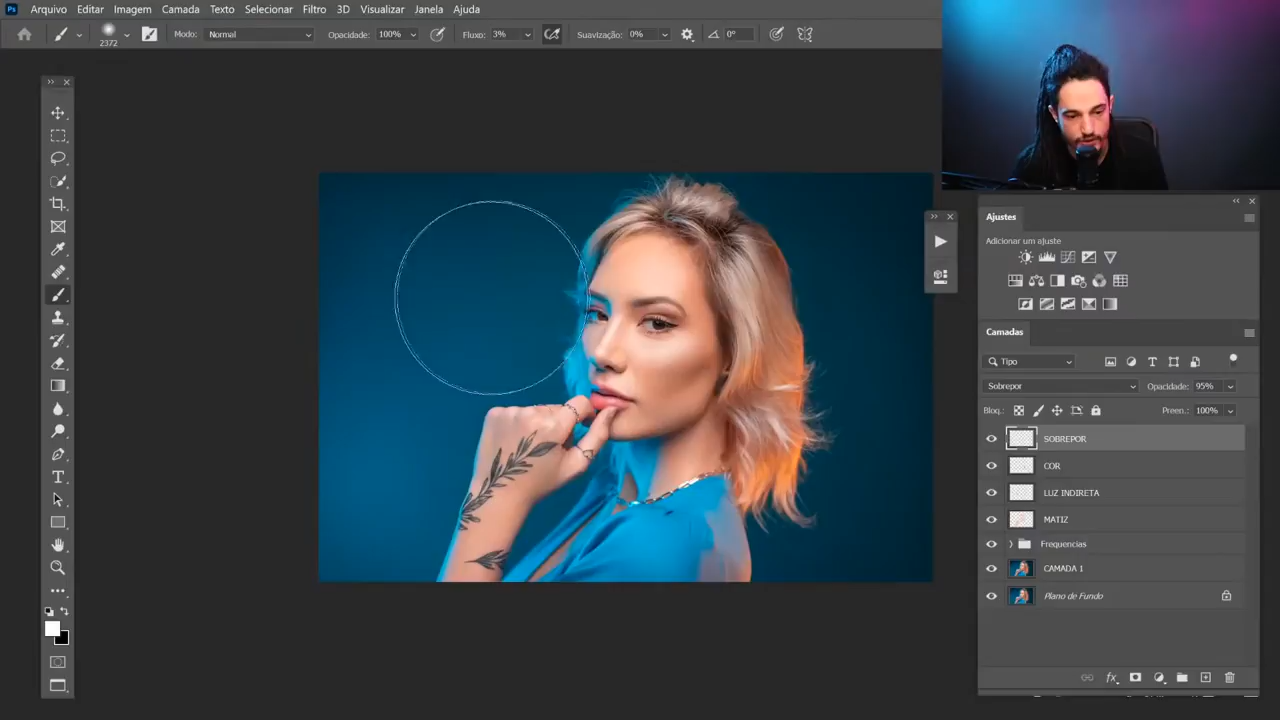 Ps Arquivo Editar Imagem Camada Texto Selecionar Filtro 3D Visualizar Janela Ajuda
2372 Modo: Normal Opacidade: 100% Fluxo: 3% Suavização: 0% 0°
Ajustes
Adicionar um ajuste
Camadas
Tipo
Sobrepor Opacidade: 95%
Bloq.: Preen.: 100%
SOBREPOR
COR
LUZ INDIRETA
MATIZ
Frequencias
CAMADA 1
Plano de Fundo